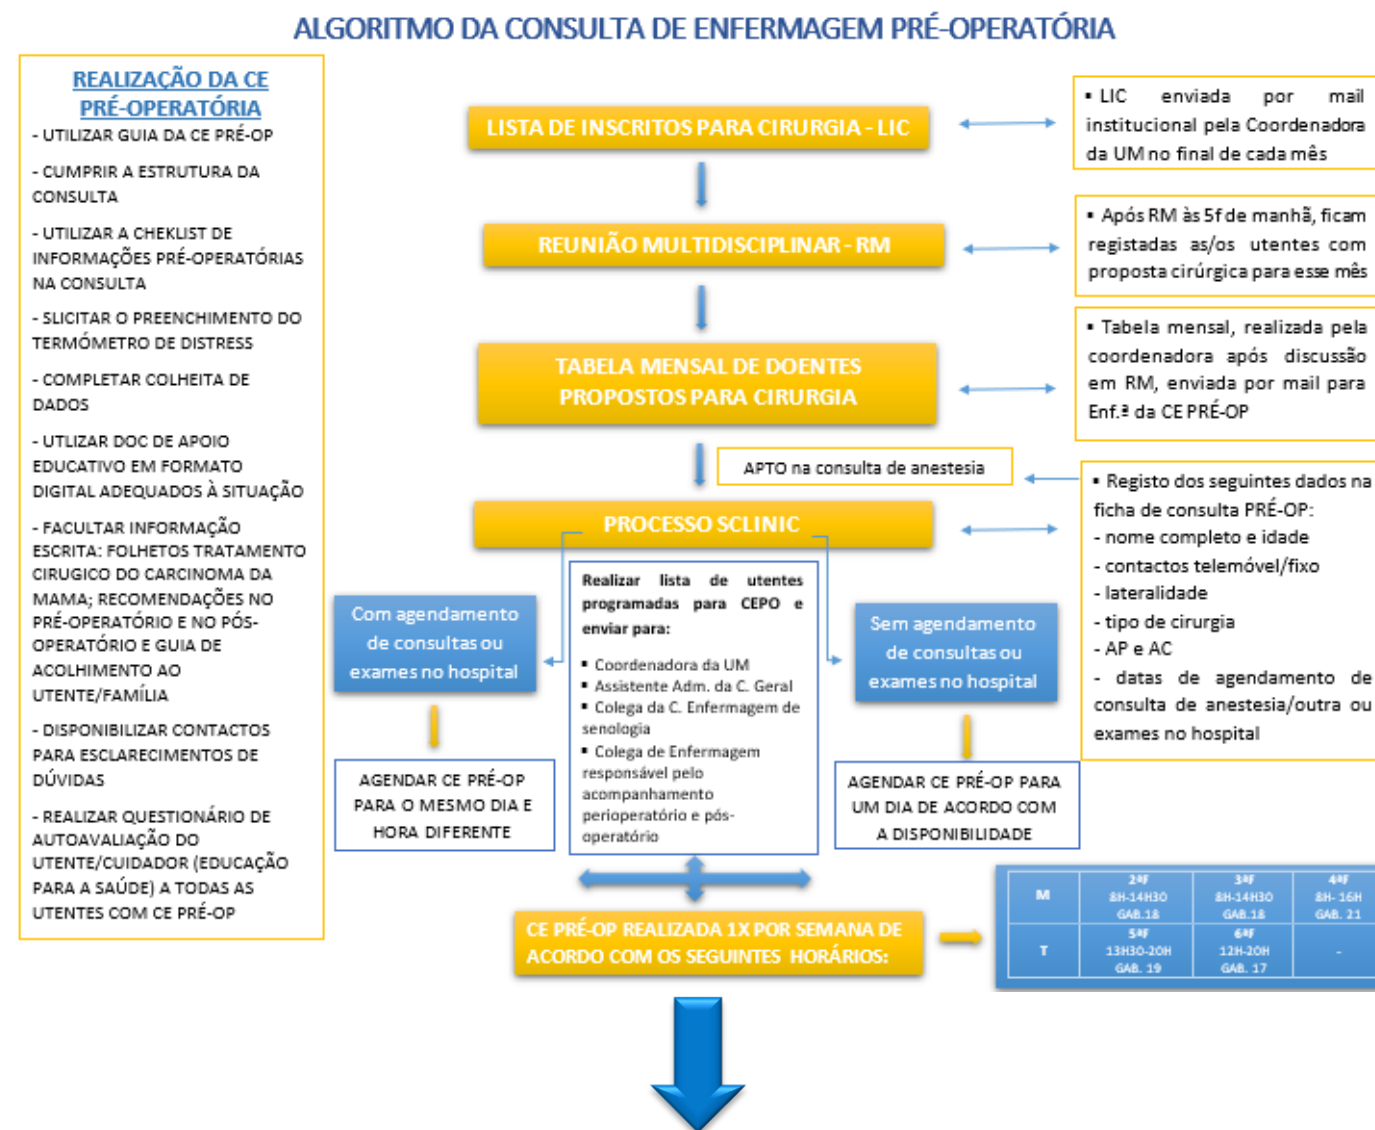 ALGORITMO DA CONSULTA DE ENFERMAGEM PRÉ-OPERATÓRIA
REALIZAÇÃO DA CE
PRÉ-OPERATÓRIA
- UTILIZAR GUIA DA CE PRÉ-OP
- CUMPRIR A ESTRUTURA DA
CONSULTA
- UTILIZAR A CHEKLIST DE
INFORMAÇÕES PRÉ-OPERATÓRIAS
NA CONSULTA
- SLICITAR O PREENCHIMENTO DO
TERMÓMETRO DE DISTRESS
- COMPLETAR COLHEITA DE
DADOS
- UTLIZAR DOC DE APOIO
EDUCATIVO EM FORMATO
DIGITAL ADEQUADOS À SITUAÇÃO
- FACULTAR INFORMAÇÃO
ESCRITA: FOLHETOS TRATAMENTO
CIRUGICO DO CARCINOMA DA
MAMA; RECOMENDAÇÕES NO
PRÉ-OPERATÓRIO E NO PÓS-
OPERATÓRIO E GUIA DE
ACOLHIMENTO AO
UTENTE/FAMÍLIA
- DISPONIBILIZAR CONTACTOS
PARA ESCLARECIMENTOS DE
DÚVIDAS
- REALIZAR QUESTIONÁRIO DE
AUTOAVALIAÇÃO DO
UTENTE/CUIDADOR (EDUCAÇÃO
PARA A SAÚDE) A TODAS AS
UTENTES COM CE PRÉ-OP
LISTA DE INSCRITOS PARA CIRURGIA - LIC
▪ LIC enviada por mail
institucional pela Coordenadora
da UM no final de cada mês
REUNIÃO MULTIDISCIPLINAR - RM
▪ Após RM às 5f de manhã, ficam
registadas as/os utentes com
proposta cirúrgica para esse mês
TABELA MENSAL DE DOENTES
PROPOSTOS PARA CIRURGIA
▪ Tabela mensal, realizada pela
coordenadora após discussão
em RM, enviada por mail para
Enf.ª da CE PRÉ-OP
APTO na consulta de anestesia
PROCESSO SCLINIC
▪ Registo dos seguintes dados na
ficha de consulta PRÉ-OP:
- nome completo e idade
- contactos telemóvel/fixo
- lateralidade
- tipo de cirurgia
- AP e AC
- datas de agendamento de
consulta de anestesia/outra ou
exames no hospital
Com agendamento
de consultas ou
exames no hospital
AGENDAR CE PRÉ-OP
PARA O MESMO DIA E
HORA DIFERENTE
Realizar lista de utentes
programadas para CEPO e
enviar para:
▪ Coordenadora da UM
▪ Assistente Adm. da C. Geral
▪ Colega da C. Enfermagem de
senologia
▪ Colega de Enfermagem
responsável pelo
acompanhamento
perioperatório e pós-
operatório
Sem agendamento
de consultas ou
exames no hospital
AGENDAR CE PRÉ-OP PARA
UM DIA DE ACORDO COM
A DISPONIBILIDADE
CE PRÉ-OP REALIZADA 1X POR SEMANA DE
ACORDO COM OS SEGUINTES HORÁRIOS:
M
2ªF
8H-14H30
GAB.18
3ªF
8H-14H30
GAB.18
4ªF
8H- 16H
GAB. 21
T
5ªF
13H30-20H
GAB. 19
6ªF
12H-20H
GAB. 17
-